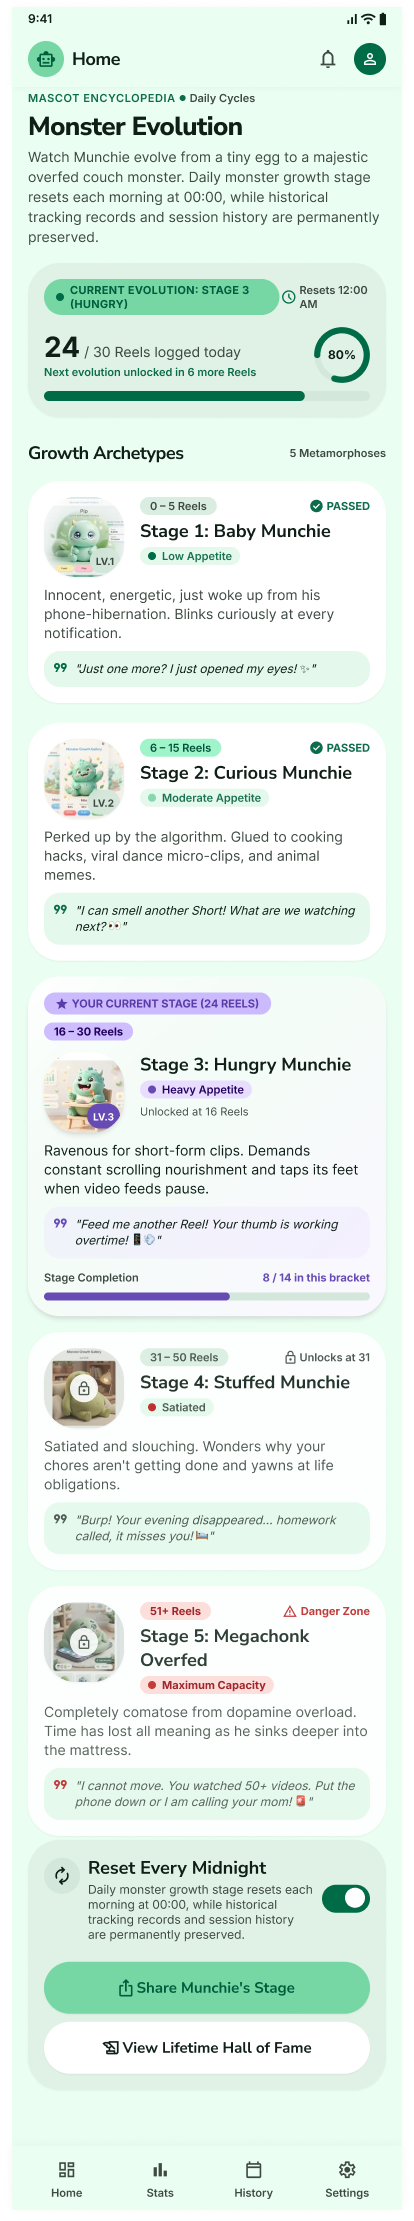 9:41
Home
MASCOT ENCYCLOPEDIA ● Daily Cycles
Monster Evolution
Watch Munchie evolve from a tiny egg to a majestic
overfed couch monster. Daily monster growth stage
resets each morning at 00:00, while historical
tracking records and session history are permanently
preserved.
CURRENT EVOLUTION: STAGE 3
(HUNGRY)
Resets 12:00
AM
24 / 30 Reels logged today
Next evolution unlocked in 6 more Reels
80%
Growth Archetypes
5 Metamorphoses
0 – 5 Reels
PASSED
Pip
LV.1
Stage 1: Baby Munchie
Low Appetite
Innocent, energetic, just woke up from his
phone-hibernation. Blinks curiously at every
notification.
"Just one more? I just opened my eyes! ✨"
6 – 15 Reels
PASSED
LV.2
Stage 2: Curious Munchie
Moderate Appetite
Perked up by the algorithm. Glued to cooking
hacks, viral dance micro-clips, and animal
memes.
"I can smell another Short! What are we watching
next? 👀"
YOUR CURRENT STAGE (24 REELS)
16 – 30 Reels
LV.3
Stage 3: Hungry Munchie
Heavy Appetite
Unlocked at 16 Reels
Ravenous for short-form clips. Demands
constant scrolling nourishment and taps its feet
when video feeds pause.
"Feed me another Reel! Your thumb is working
overtime! 📱💨"
Stage Completion
8 / 14 in this bracket
31 – 50 Reels
Unlocks at 31
Stage 4: Stuffed Munchie
Satiated
Satiated and slouching. Wonders why your
chores aren't getting done and yawns at life
obligations.
"Burp! Your evening disappeared... homework
called, it misses you! 🛌"
51+ Reels
Danger Zone
Stage 5: Megachonk
Overfed
Maximum Capacity
Completely comatose from dopamine overload.
Time has lost all meaning as he sinks deeper into
the mattress.
"I cannot move. You watched 50+ videos. Put the
phone down or I am calling your mom! 🚨"
Reset Every Midnight
Daily monster growth stage resets each
morning at 00:00, while historical
tracking records and session history
are permanently preserved.
Share Munchie's Stage
View Lifetime Hall of Fame
Home
Stats
History
Settings